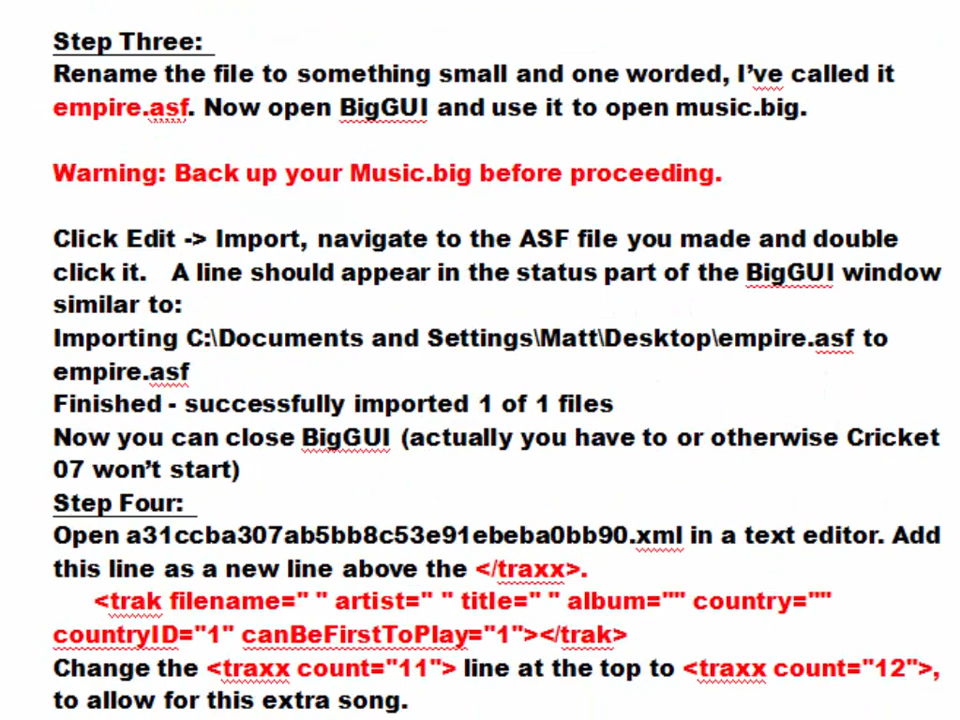 Step Three:
Rename the file to something small and one worded, I’ve called it
empire.asf. Now open BigGUI and use it to open music.big.
Warning: Back up your Music.big before proceeding.
Click Edit -> Import, navigate to the ASF file you made and double
click it. A line should appear in the status part of the BigGUI window
similar to:
Importing C:\Documents and Settings\Matt\Desktop\empire.asf to
empire.asf
Finished - successfully imported 1 of 1 files
Now you can close BigGUI (actually you have to or otherwise Cricket
07 won’t start)
Step Four:
Open a31ccba307ab5bb8c53e91ebeba0bb90.xml in a text editor. Add
this line as a new line above the </traxx>.
<trak filename=" " artist=" " title=" " album="" country=""
countryID="1" canBeFirstToPlay="1"></trak>
Change the <traxx count="11"> line at the top to <traxx count="12">,
to allow for this extra song.